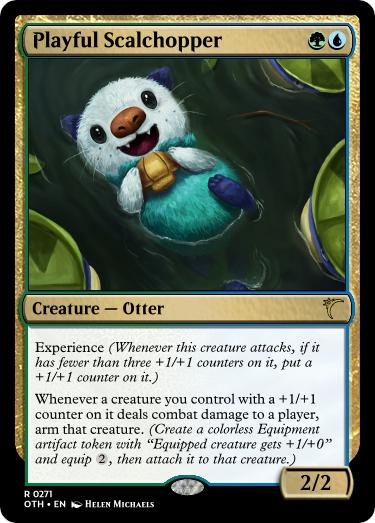 Playful Scalchopper
Creature — Otter
Experience (Whenever this creature attacks, if it
has fewer than three +1/+1 counters on it, put a
+1/+1 counter on it.)
Whenever a creature you control with a +1/+1
counter on it deals combat damage to a player,
arm that creature. (Create a colorless Equipment
artifact token with “Equipped creature gets +1/+0”
and equip 2, then attach it to that creature.)
2/2
R 0271
OTH • EN Helen Michaels